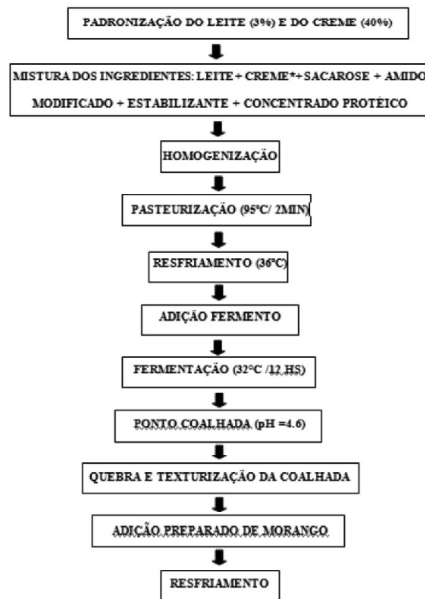 PADRONIZAÇÃO DO LEITE (3%) E DO CREME (40%)
MISTURA DOS INGREDIENTES: LEITE+ CREME*+ SACAROSE + AMIDO
MODIFICADO + ESTABILIZANTE + CONCENTRADO PROTÉICO
HOMOGENIZAÇÃO
PASTEURIZAÇÃO (95ºC/ 2MIN)
RESFRIAMENTO (36ºC)
ADIÇÃO FERMENTO
FERMENTAÇÃO (32°C /12 HS)
PONTO COALHADA (pH =4.6)
QUEBRA E TEXTURIZAÇÃO DA COALHADA
ADIÇÃO PREPARADO DE MORANGO
RESFRIAMENTO